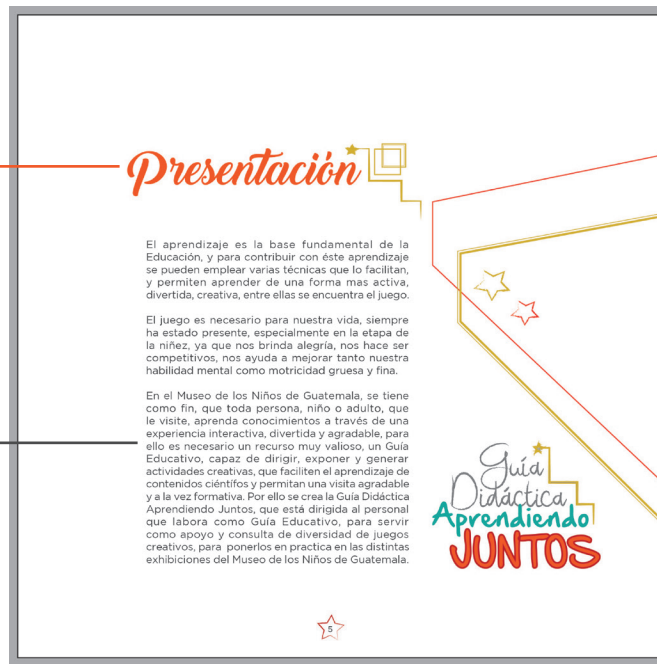 Presentación
El aprendizaje es la base fundamental de la
Educación, y para contribuir con éste aprendizaje
se pueden emplear varias técnicas que lo facilitan,
y permiten aprender de una forma mas activa,
divertida, creativa, entre ellas se encuentra el juego.
El juego es necesario para nuestra vida, siempre
ha estado presente, especialmente en la etapa de
la niñez, ya que nos brinda alegría, nos hace ser
competitivos, nos ayuda a mejorar tanto nuestra
habilidad mental como motricidad gruesa y fina.
En el Museo de los Niños de Guatemala, se tiene
como fin, que toda persona, niño o adulto, que
le visite, aprenda conocimientos a través de una
experiencia interactiva, divertida y agradable, para
ello es necesario un recurso muy valioso, un Guía
Educativo, capaz de dirigir, exponer y generar
actividades creativas, que faciliten el aprendizaje de
contenidos ciéntífos y permitan una visita agradable
y a la vez formativa. Por ello se crea la Guía Didáctica
Aprendiendo Juntos, que está dirigida al personal
que labora como Guía Educativo, para servir
como apoyo y consulta de diversidad de juegos
creativos, para ponerlos en practica en las distintas
exhibiciones del Museo de los Niños de Guatemala.
Guía
Didáctica
Aprendiendo
JUNTOS
5